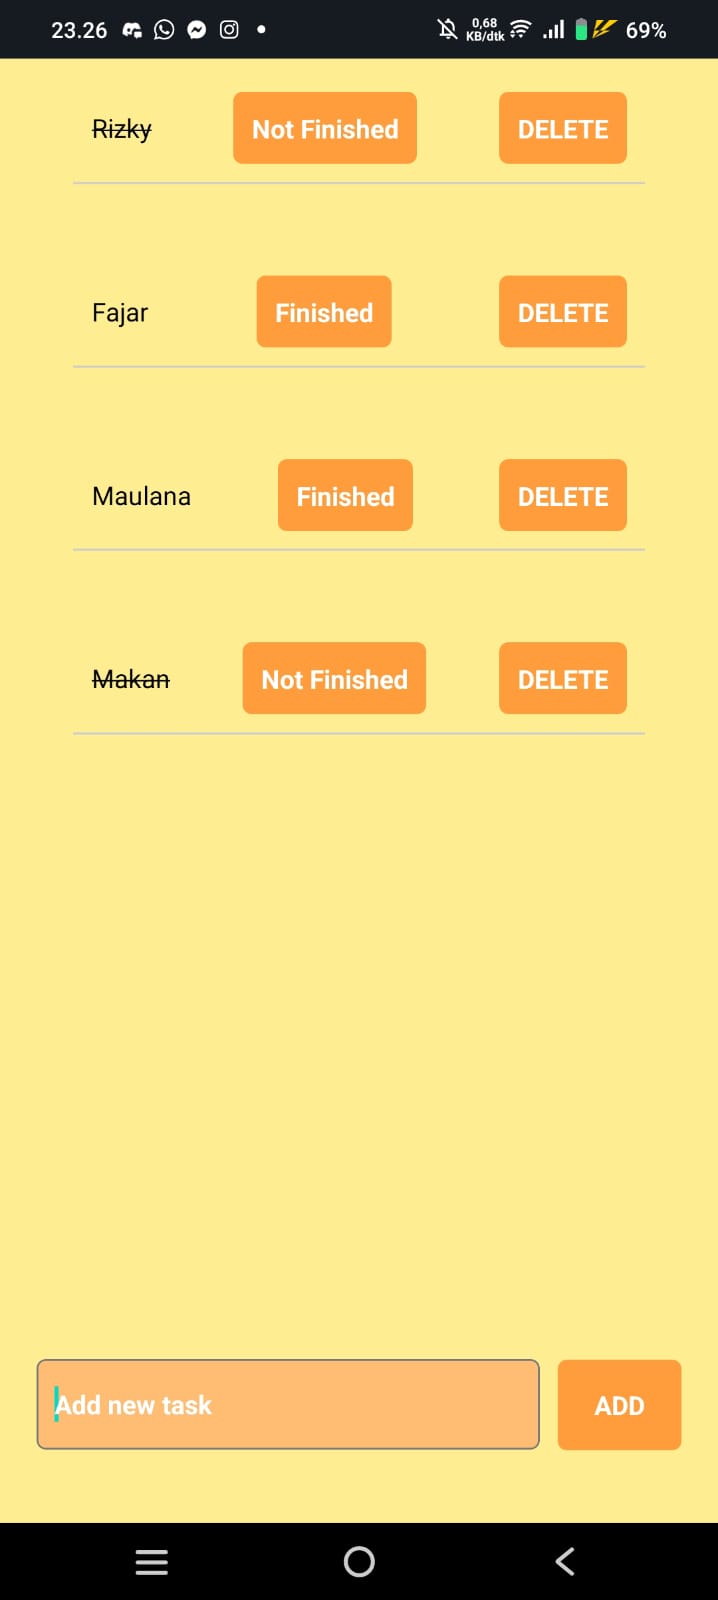 23.26 0,68 KB/dtk 69%
Rizky Not Finished DELETE
Fajar Finished DELETE
Maulana Finished DELETE
Makan Not Finished DELETE
Add new task ADD